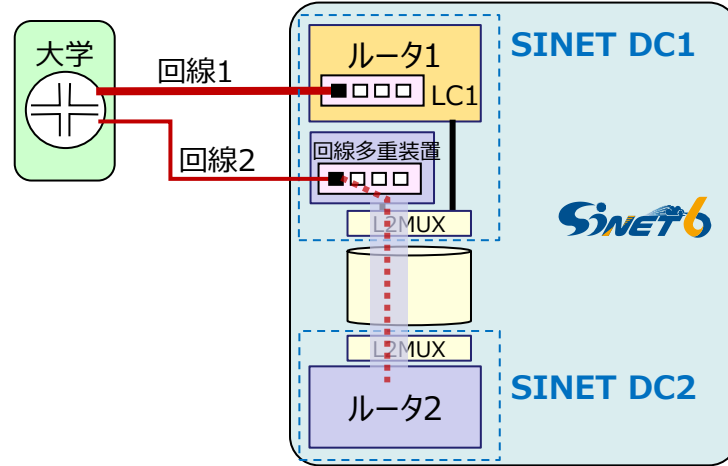 大学
回線1
回線2
ルータ1
LC1
SINET DC1
回線多重装置
L2MUX
SINET6
L2MUX
ルータ2
SINET DC2